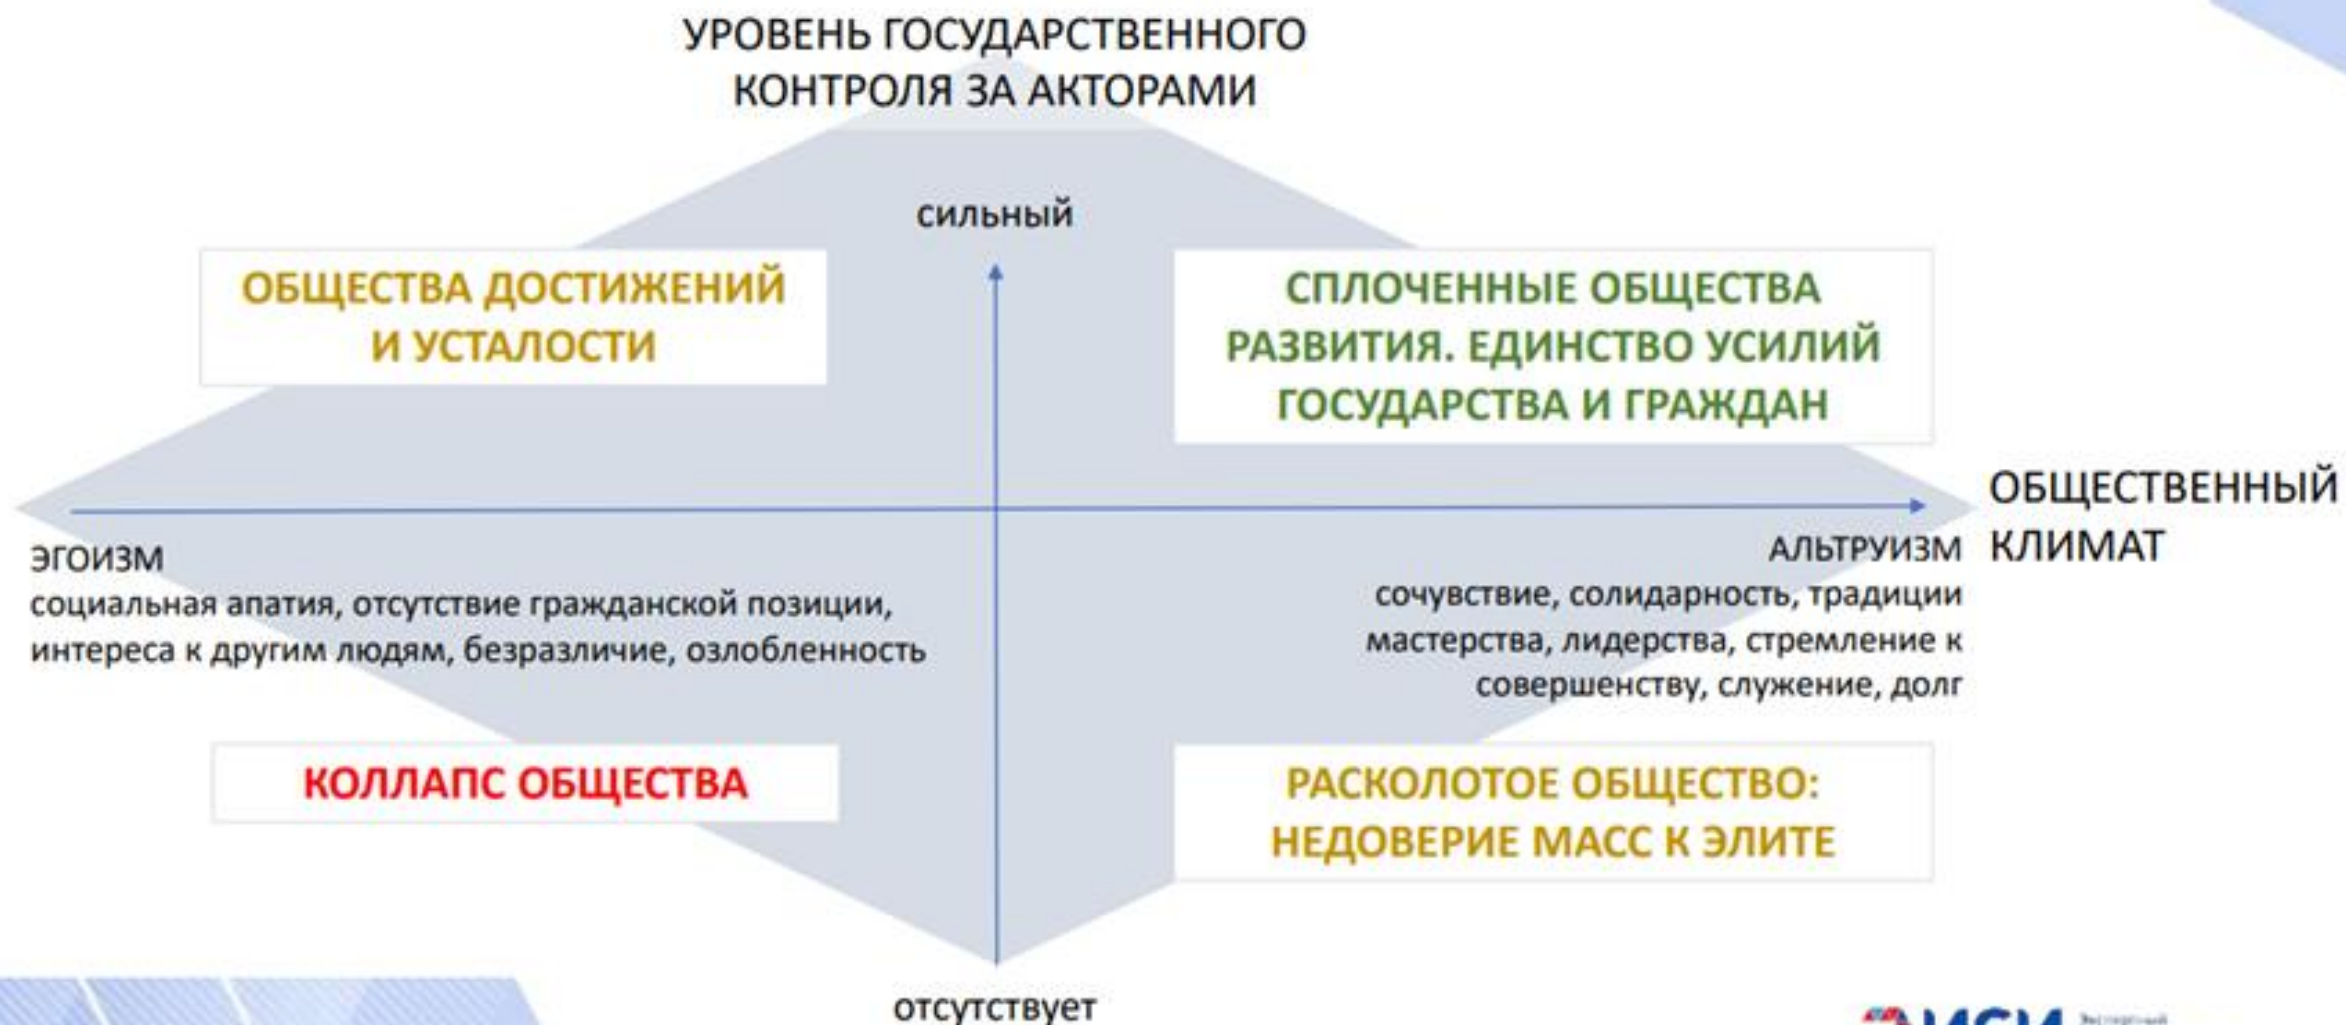 УРОВЕНЬ ГОСУДАРСТВЕННОГО
КОНТРОЛЯ ЗА АКТОРАМИ
сильный
ОБЩЕСТВА ДОСТИЖЕНИЙ
И УСТАЛОСТИ
СПЛОЧЕННЫЕ ОБЩЕСТВА
РАЗВИТИЯ. ЕДИНСТВО УСИЛИЙ
ГОСУДАРСТВА И ГРАЖДАН
ОБЩЕСТВЕННЫЙ
КЛИМАТ
ЭГОИЗМ
социальная апатия, отсутствие гражданской позиции,
интереса к другим людям, безразличие, озлобленность
АЛЬТРУИЗМ
сочувствие, солидарность, традиции
мастерства, лидерства, стремление к
совершенству, служение, долг
КОЛЛАПС ОБЩЕСТВА
РАСКОЛОТОЕ ОБЩЕСТВО:
НЕДОВЕРИЕ МАСС К ЭЛИТЕ
отсутствует